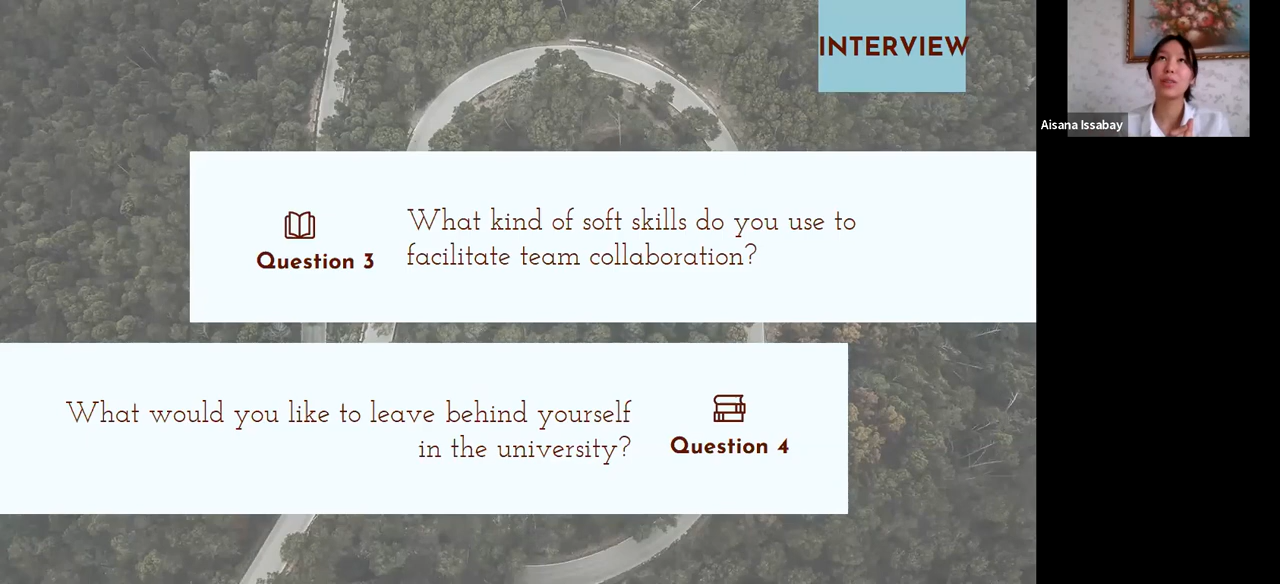 INTERVIEW
Aisana Issabay
What kind of soft skills do you use to
facilitate team collaboration?
Question 3
What would you like to leave behind yourself
in the university?
Question 4